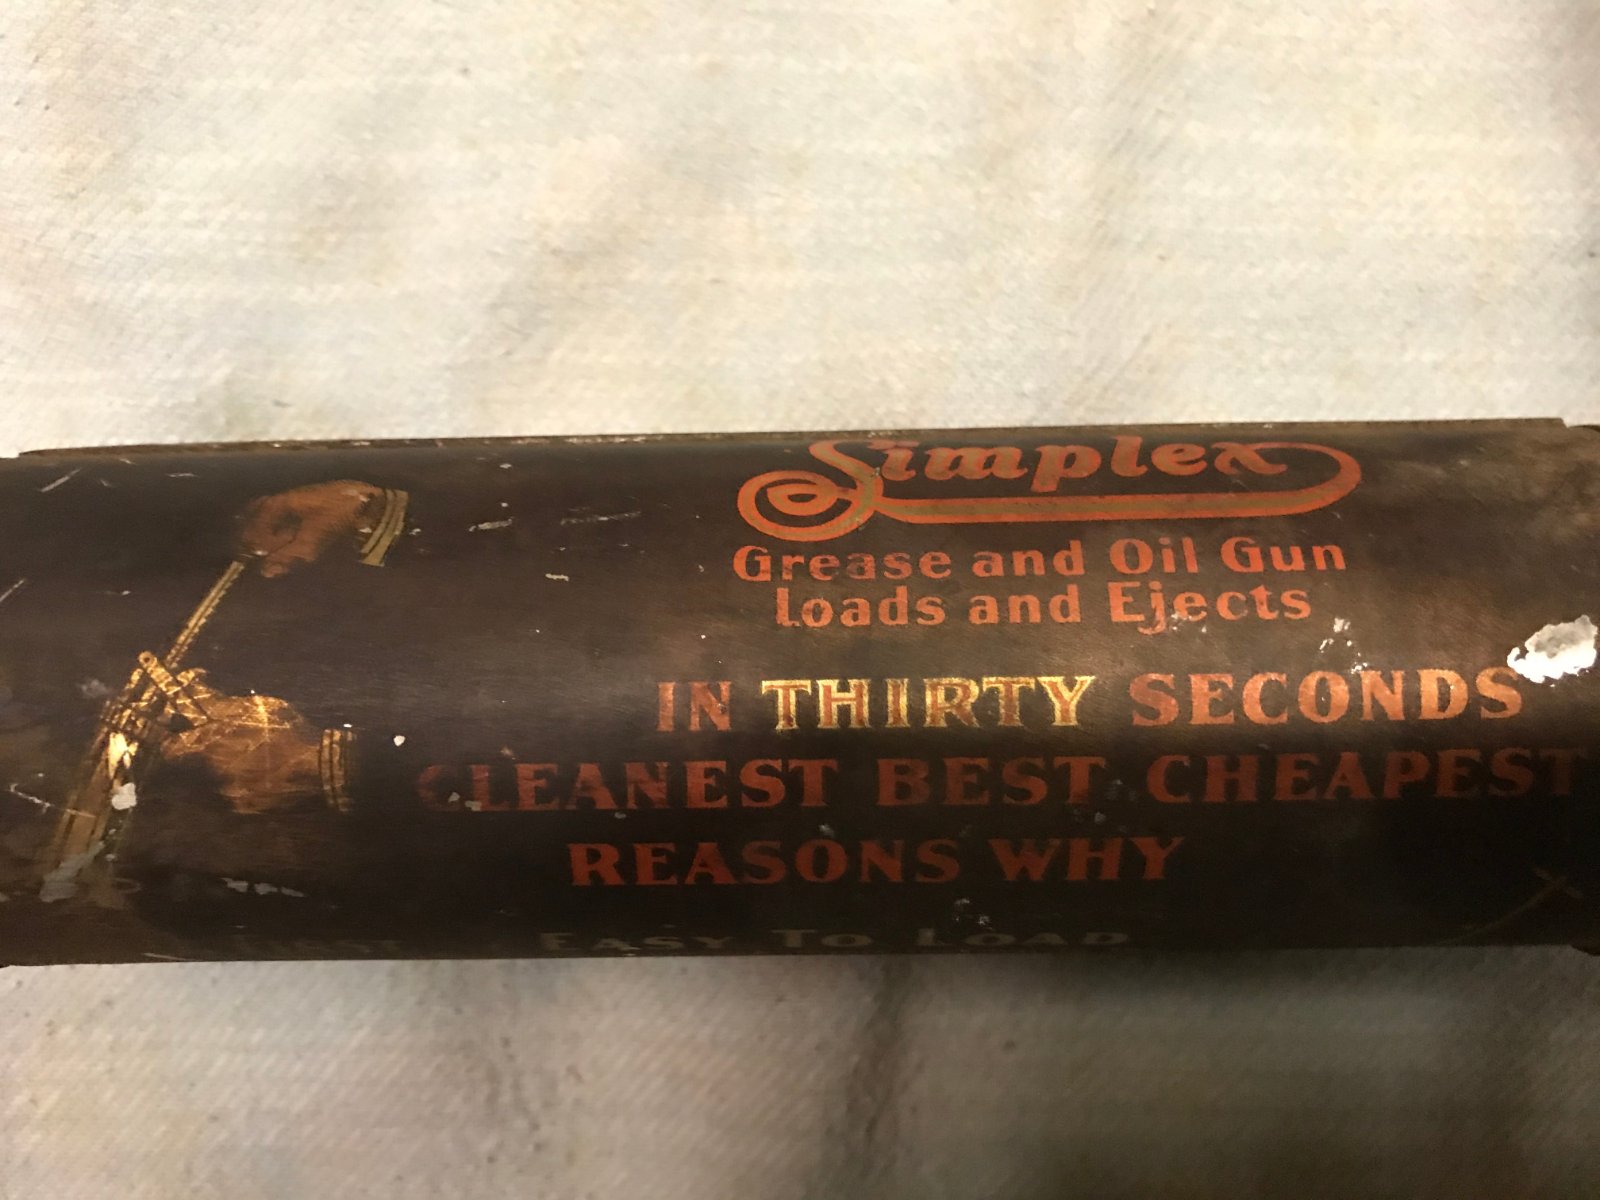 Simplex
Grease and Oil Gun
Loads and Ejects
IN THIRTY SECONDS
CLEANEST BEST CHEAPEST
REASONS WHY
EASY TO LOAD